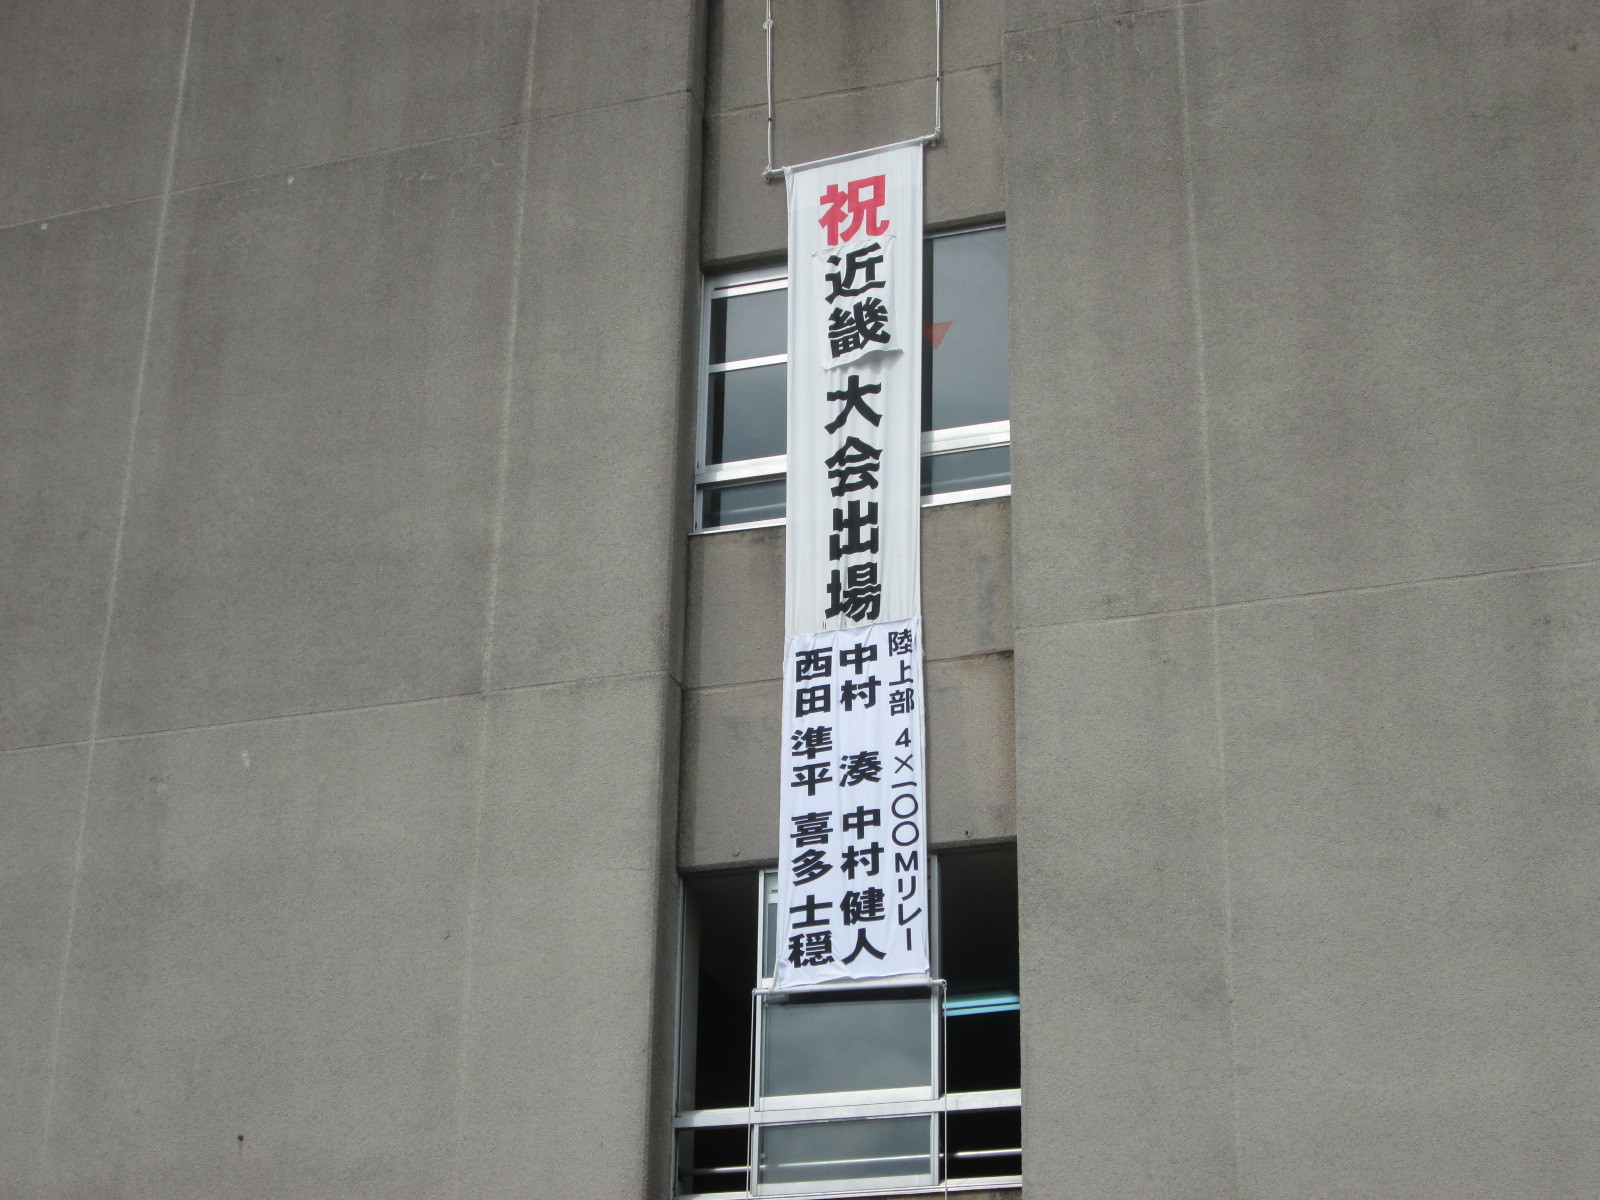 祝近畿大会出場
陸上部 4×一〇〇Mリレー
中村 湊 中村健人
西田準平 喜多士穏